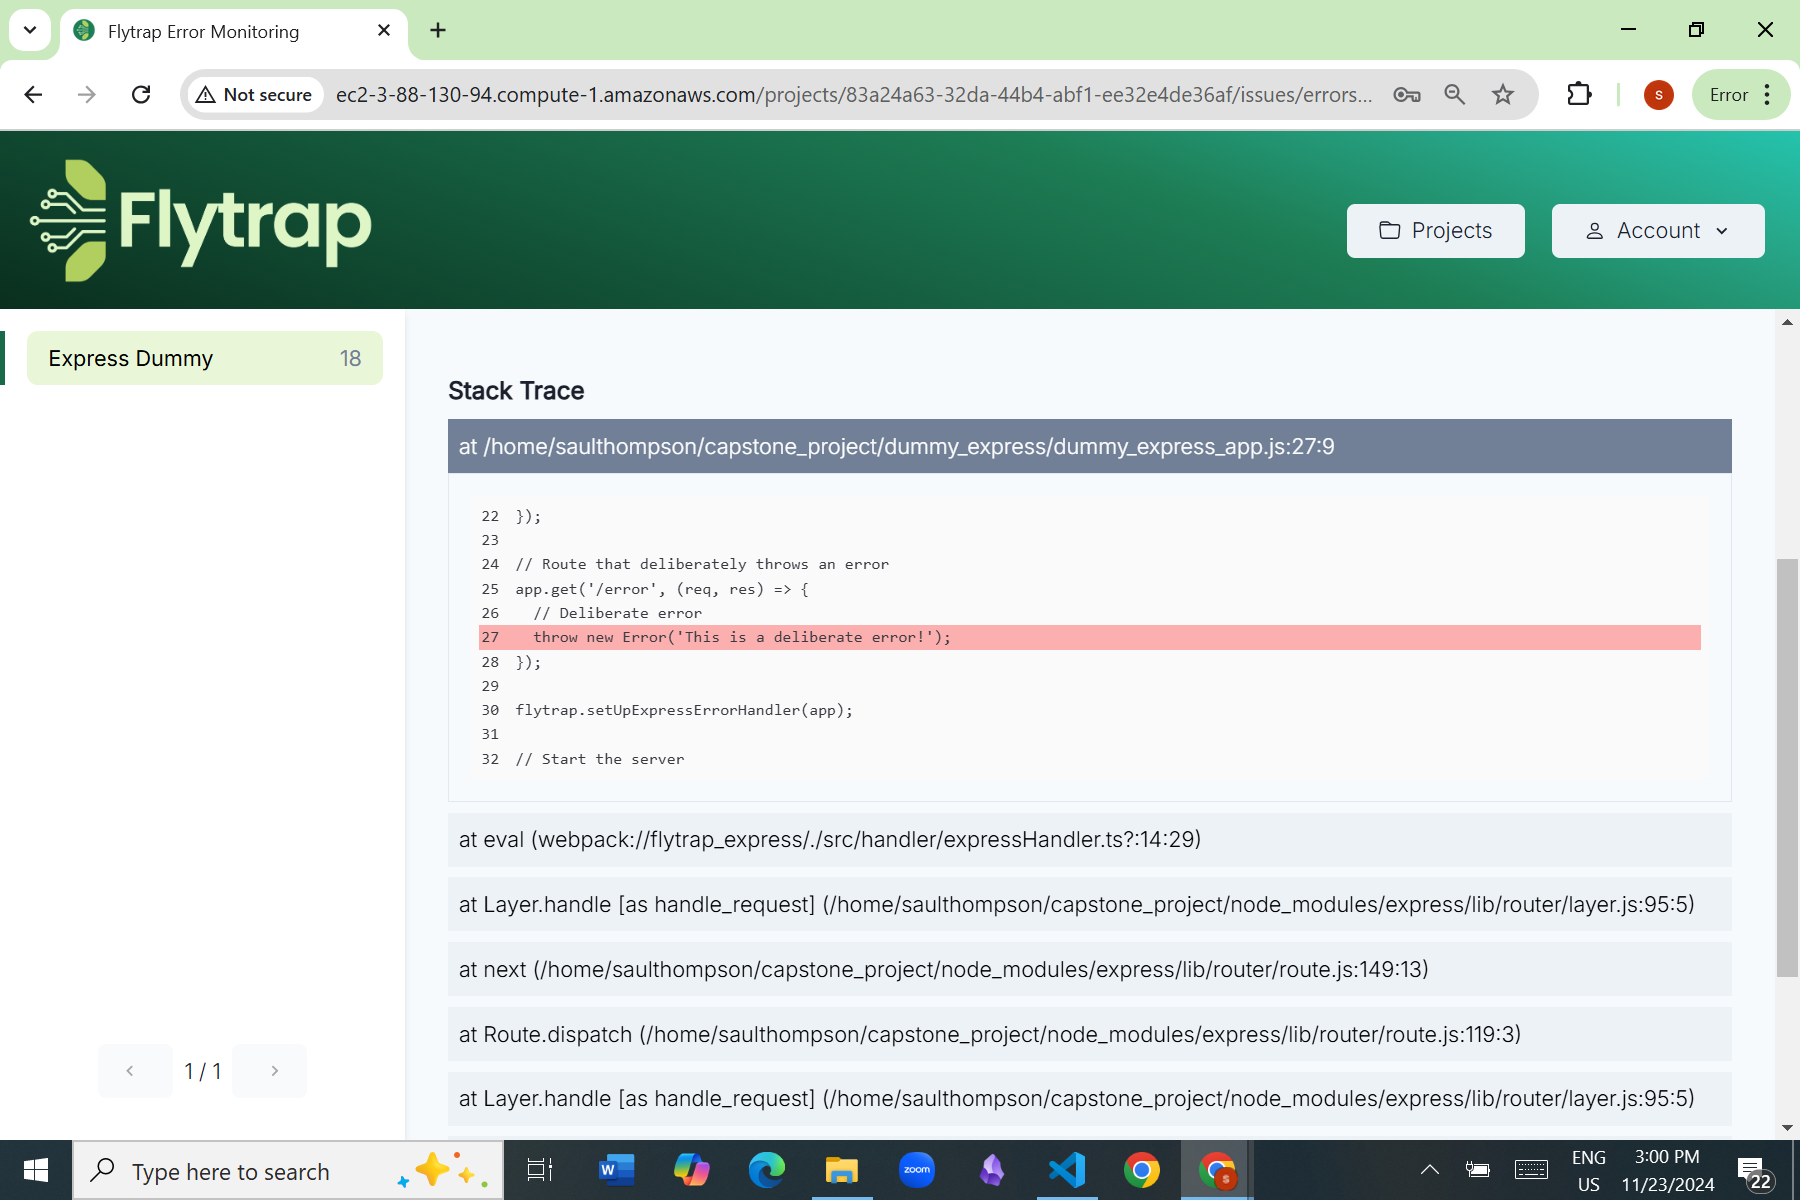 Flytrap Error Monitoring
Not secure
ec2-3-88-130-94.compute-1.amazonaws.com/projects/83a24a63-32da-44b4-abf1-ee32e4de36af/issues/errors...
S
Error
Flytrap
Projects
Account
Express Dummy 18
Stack Trace
at /home/saulthompson/capstone_project/dummy_express/dummy_express_app.js:27:9
22 });
23
24 // Route that deliberately throws an error
25 app.get('/error', (req, res) => {
26 // Deliberate error
27 throw new Error('This is a deliberate error!');
28 });
29
30 flytrap.setUpExpressErrorHandler(app);
31
32 // Start the server
at eval (webpack://flytrap_express/./src/handler/expressHandler.ts?:14:29)
at Layer.handle [as handle_request] (/home/saulthompson/capstone_project/node_modules/express/lib/router/layer.js:95:5)
at next (/home/saulthompson/capstone_project/node_modules/express/lib/router/route.js:149:13)
at Route.dispatch (/home/saulthompson/capstone_project/node_modules/express/lib/router/route.js:119:3)
at Layer.handle [as handle_request] (/home/saulthompson/capstone_project/node_modules/express/lib/router/layer.js:95:5)
1 / 1
Type here to search
W
zoom
S
ENG
US
3:00 PM
11/23/2024
22